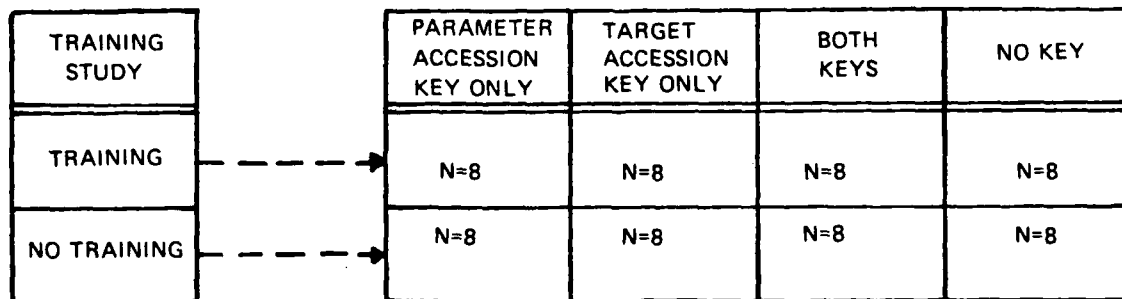 TRAINING
STUDY
PARAMETER
ACCESSION
KEY ONLY
TARGET
ACCESSION
KEY ONLY
BOTH
KEYS
NO KEY
TRAINING
N=8
N=8
N=8
N=8
NO TRAINING
N=8
N=8
N=8
N=8